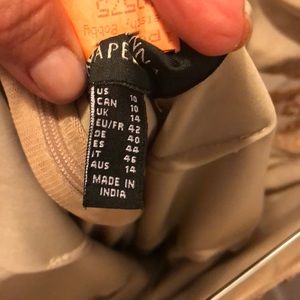 US 10
CAN 10
UK 14
EU/FR 42
DE 40
ES 44
IT 46
AUS 14
MADE IN
INDIA